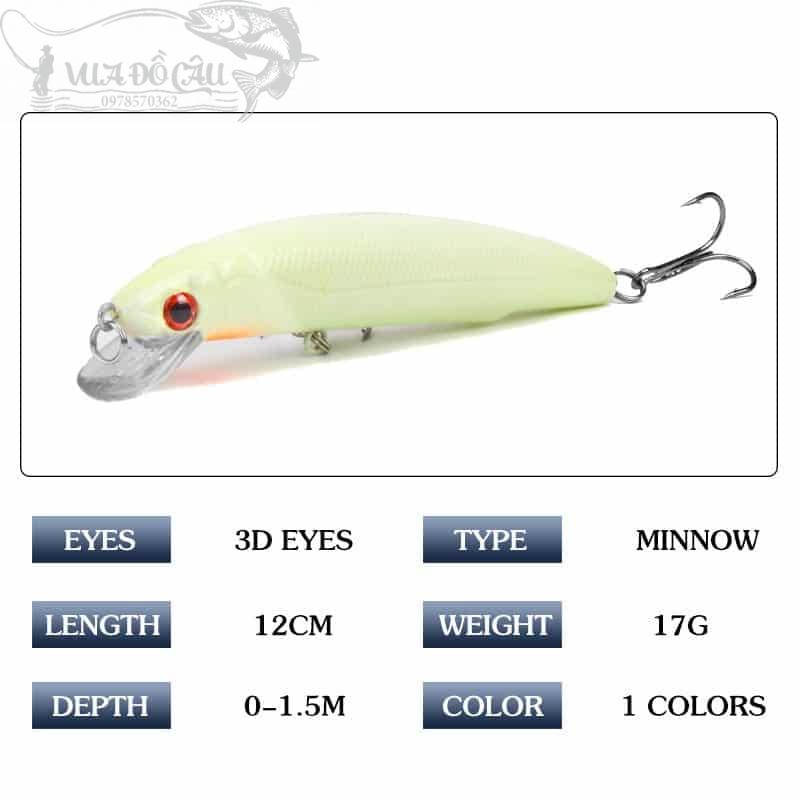 VUA ĐỒ CÂU
0978570362
EYES 3D EYES TYPE MINNOW
LENGTH 12CM WEIGHT 17G
DEPTH 0-1.5M COLOR 1 COLORS